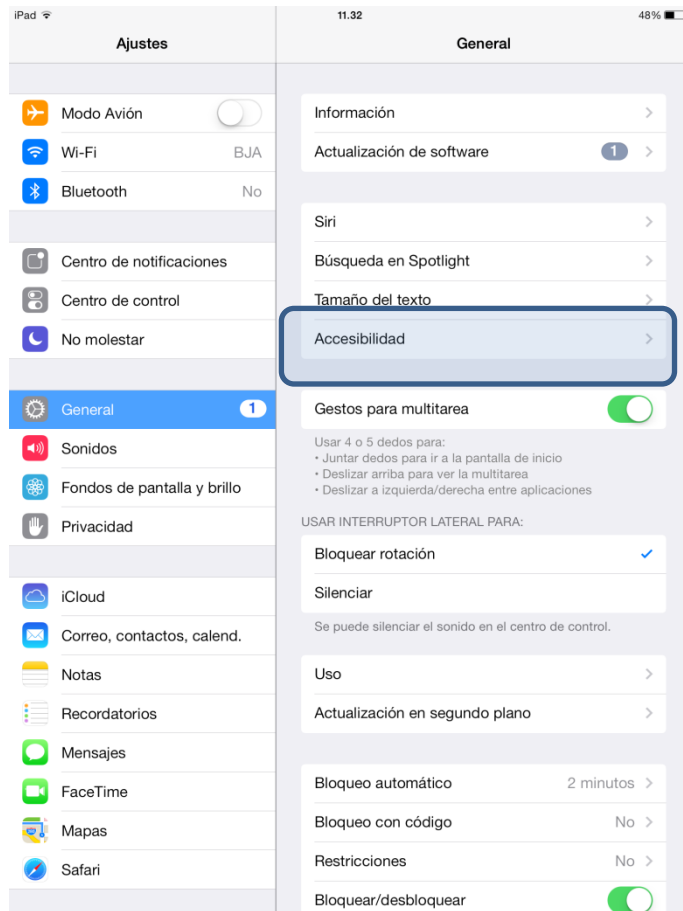 iPad
11.32
48%
Ajustes
General
Modo Avión
Wi-Fi BJA
Bluetooth No
Centro de notificaciones
Centro de control
No molestar
General 1
Sonidos
Fondos de pantalla y brillo
Privacidad
iCloud
Correo, contactos, calend.
Notas
Recordatorios
Mensajes
FaceTime
Mapas
Safari
Información
Actualización de software 1
Siri
Búsqueda en Spotlight
Tamaño del texto
Accesibilidad
Gestos para multitarea
Usar 4 o 5 dedos para:
• Juntar dedos para ir a la pantalla de inicio
• Deslizar arriba para ver la multitarea
• Deslizar a izquierda/derecha entre aplicaciones
USAR INTERRUPTOR LATERAL PARA:
Bloquear rotación
Silenciar
Se puede silenciar el sonido en el centro de control.
Uso
Actualización en segundo plano
Bloqueo automático 2 minutos
Bloqueo con código No
Restricciones No
Bloquear/desbloquear